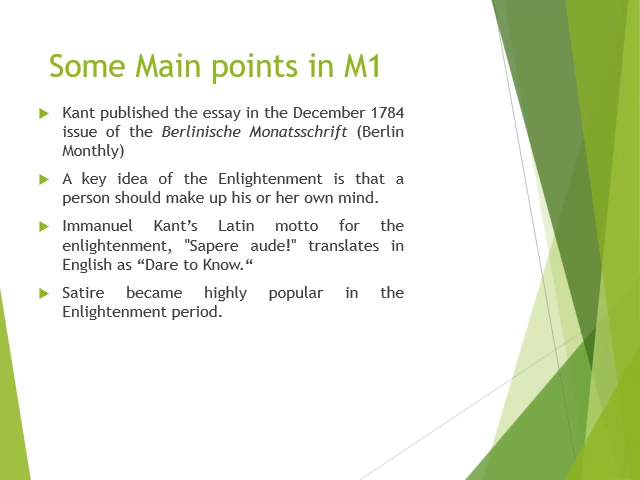 Some Main points in M1
Kant published the essay in the December 1784
issue of the Berlinische Monatsschrift (Berlin
Monthly)
A key idea of the Enlightenment is that a
person should make up his or her own mind.
Immanuel Kant’s Latin motto for the
enlightenment, "Sapere aude!" translates in
English as “Dare to Know.“
Satire became highly popular in the
Enlightenment period.